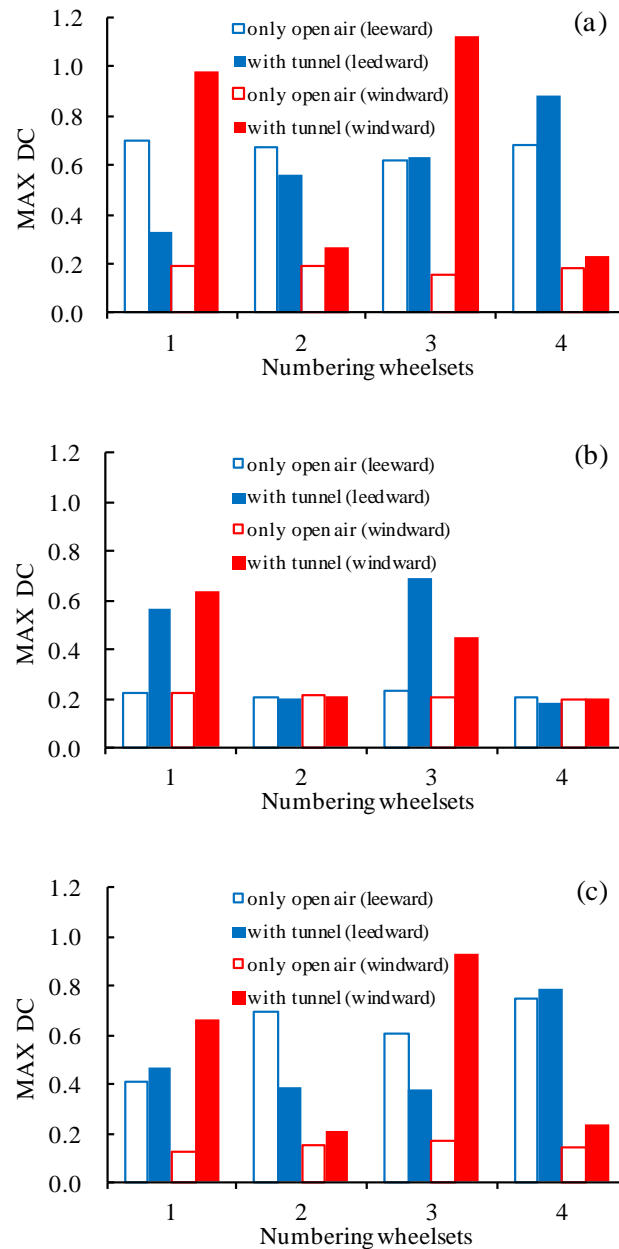 (a)
only open air (leeward)
with tunnel (leedward)
only open air (windward)
with tunnel (windward)
MAX DC
1.2
1.0
0.8
0.6
0.4
0.2
0.0
1 2 3 4
Numbering wheelsets
(b)
only open air (leeward)
with tunnel (leedward)
only open air (windward)
with tunnel (windward)
MAX DC
1.2
1.0
0.8
0.6
0.4
0.2
0.0
1 2 3 4
Numbering wheelsets
(c)
only open air (leeward)
with tunnel (leedward)
only open air (windward)
with tunnel (windward)
MAX DC
1.2
1.0
0.8
0.6
0.4
0.2
0.0
1 2 3 4
Numbering wheelsets